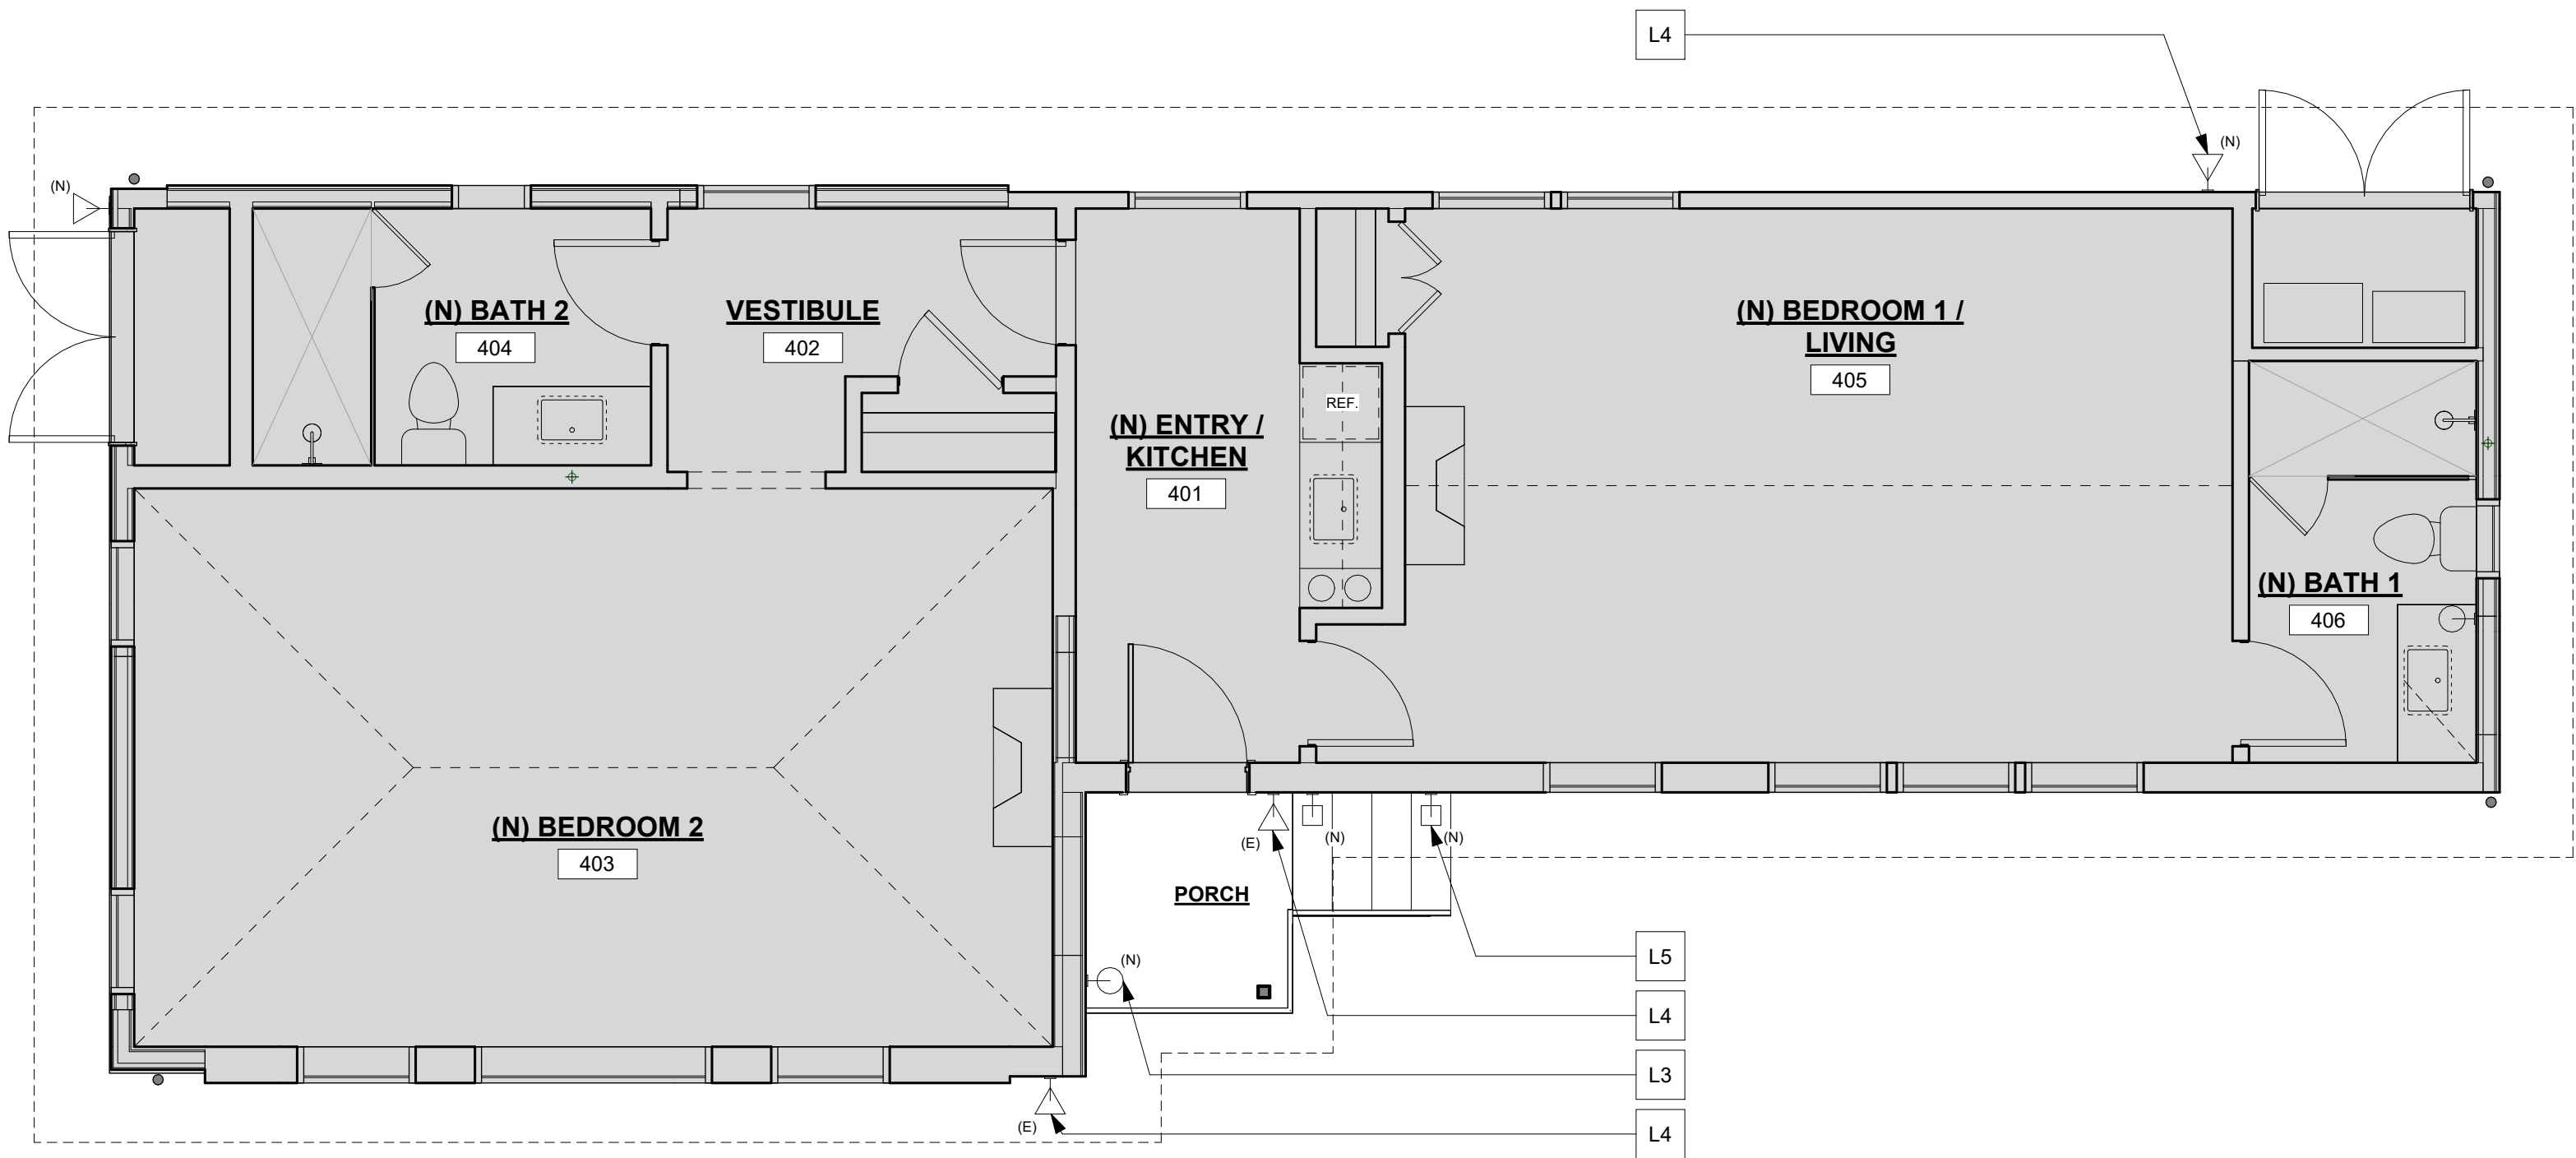 L4
(N)
(N)
(N) BATH 2
404
VESTIBULE
402
(N) BEDROOM 1 /
LIVING
405
REF.
(N) ENTRY /
KITCHEN
401
(N) BATH 1
406
(N) BEDROOM 2
403
(E)
(N)
(N)
PORCH
(N)
L5
L4
L3
(E)
L4